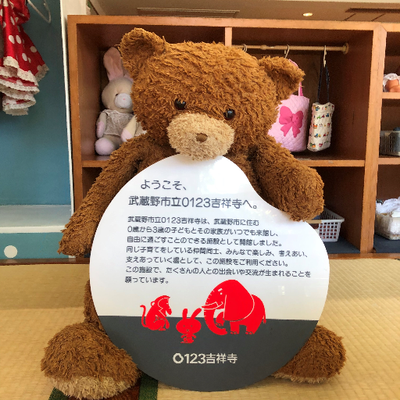 ようこそ、
武蔵野市立0123吉祥寺へ。
武蔵野市立0123吉祥寺は、武蔵野市に住む
0歳から3歳の子どもとその家族がいつでも来館し、
自由に過ごすことのできる施設として開館しました。
同じ子育てをしている仲間同士、みんなで楽しみ、答えあい、
支えあっていく場として、この施設をご利用ください。
この施設で、たくさんの人との出会いや交流が生まれることを
願っています。
0123吉祥寺